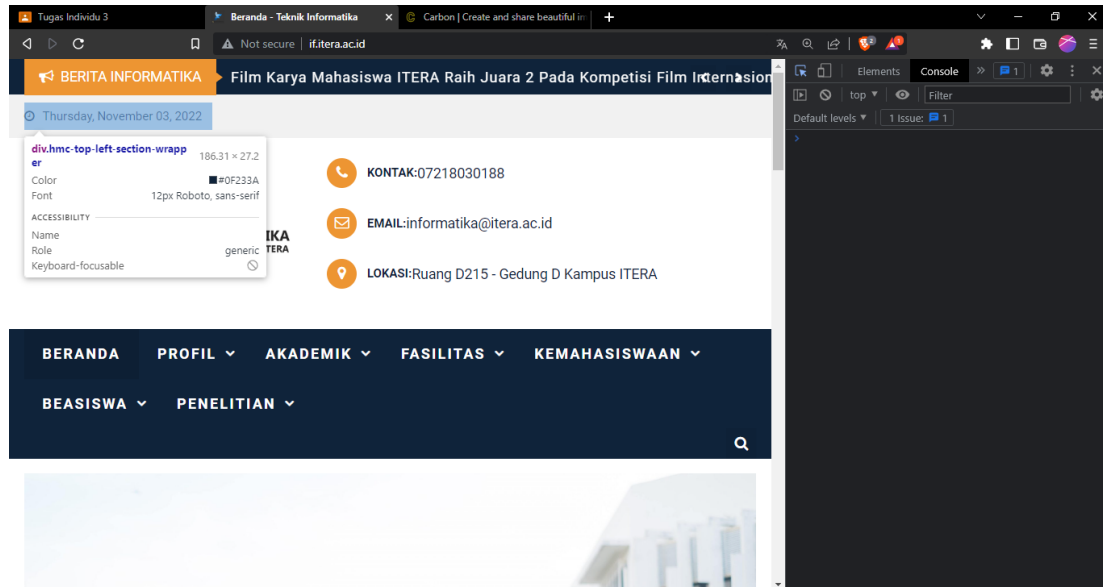 Tugas Individu 3
Beranda - Teknik Informatika
Carbon | Create and share beautiful im
Not secure
if.itera.ac.id
BERITA INFORMATIKA
Film Karya Mahasiswa ITERA Raih Juara 2 Pada Kompetisi Film Internasion
Elements
Console
1
top
Filter
Default levels
1 Issue:
1
Thursday, November 03, 2022
div.hmc-top-left-section-wrapp
er
186.31 × 27.2
Color
#0F233A
Font
12px Roboto, sans-serif
ACCESSIBILITY
Name
Role
generic
Keyboard-focusable
IKA
ITERA
KONTAK:07218030188
EMAIL:informatika@itera.ac.id
LOKASI:Ruang D215 - Gedung D Kampus ITERA
BERANDA
PROFIL
AKADEMIK
FASILITAS
KEMAHASISWAAN
BEASISWA
PENELITIAN